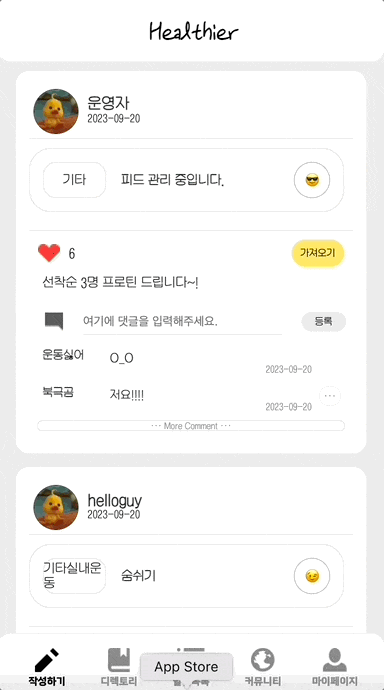 Healthier
운영자
2023-09-20
기타
피드 관리 중입니다.
6
가져오기
선착순 3명 프로틴 드립니다~!
여기에 댓글을 입력해주세요.
등록
운동싫어
O_O
2023-09-20
북극곰
저요!!!!
2023-09-20
··· More Comment ···
helloguy
2023-09-20
기타실내운
동
숨쉬기
작성하기
디렉토리
App Store
커뮤니티
마이페이지